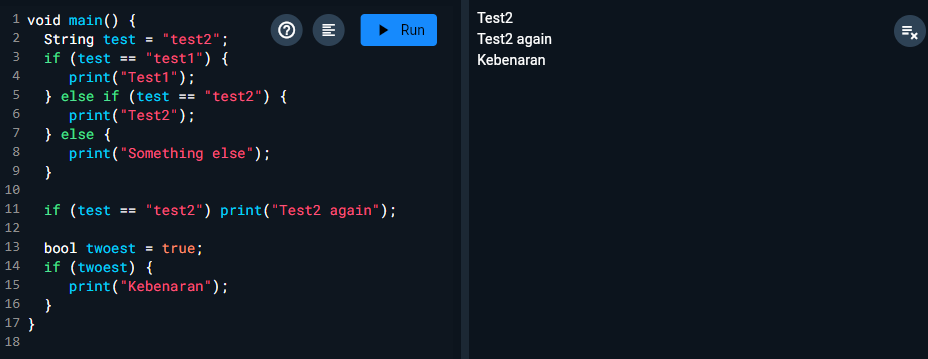 1 void main() {
2 String test = "test2";
3 if (test == "test1") {
4 print("Test1");
5 } else if (test == "test2") {
6 print("Test2");
7 } else {
8 print("Something else");
9 }
10
11 if (test == "test2") print("Test2 again");
12
13 bool twoest = true;
14 if (twoest) {
15 print("Kebenaran");
16 }
17 }
18
? Run
Test2
Test2 again
Kebenaran